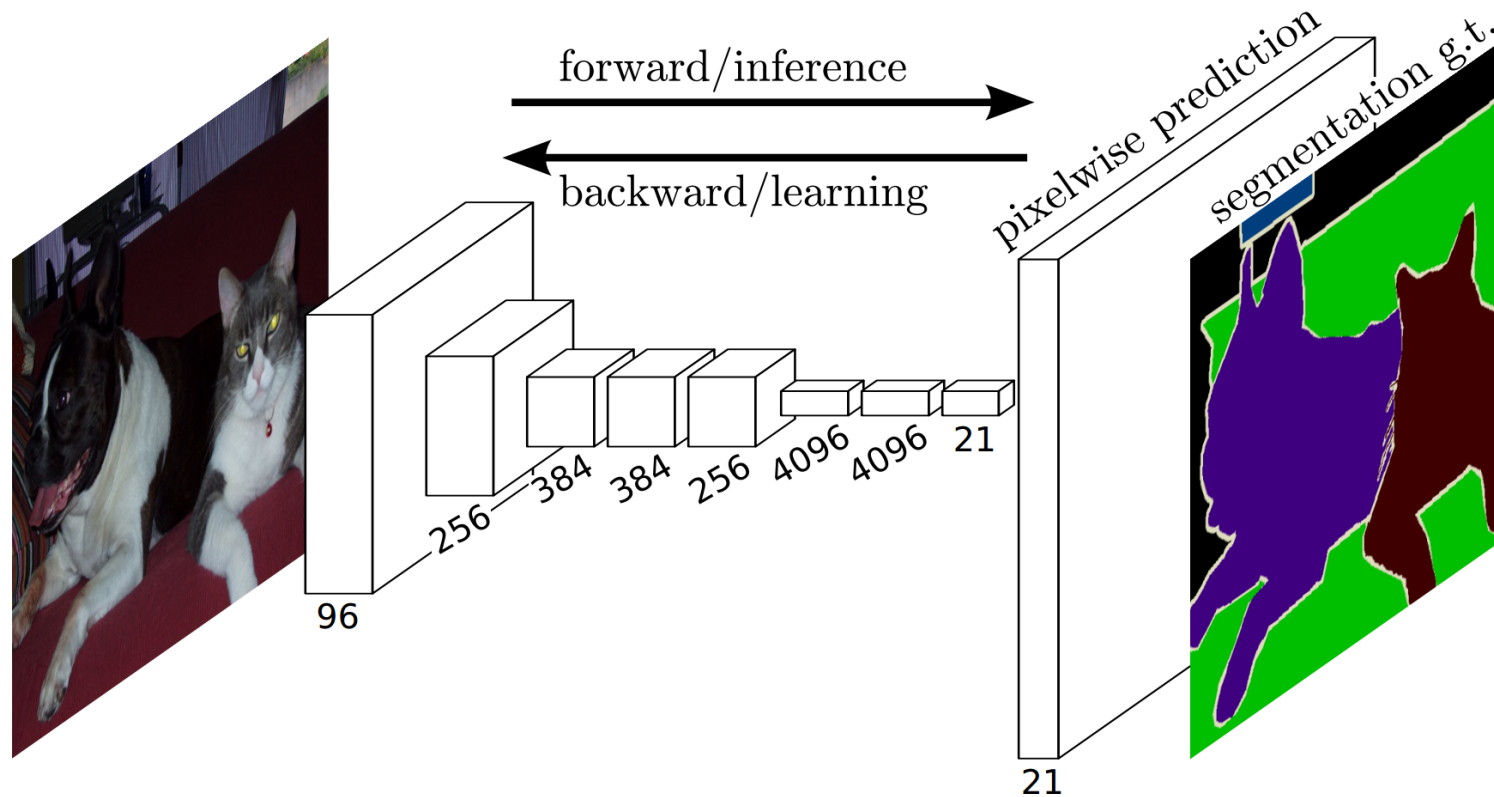 forward/inference
backward/learning
pixelwise prediction
segmentation g.t.
96
256
384
384
256
4096
4096
21
21